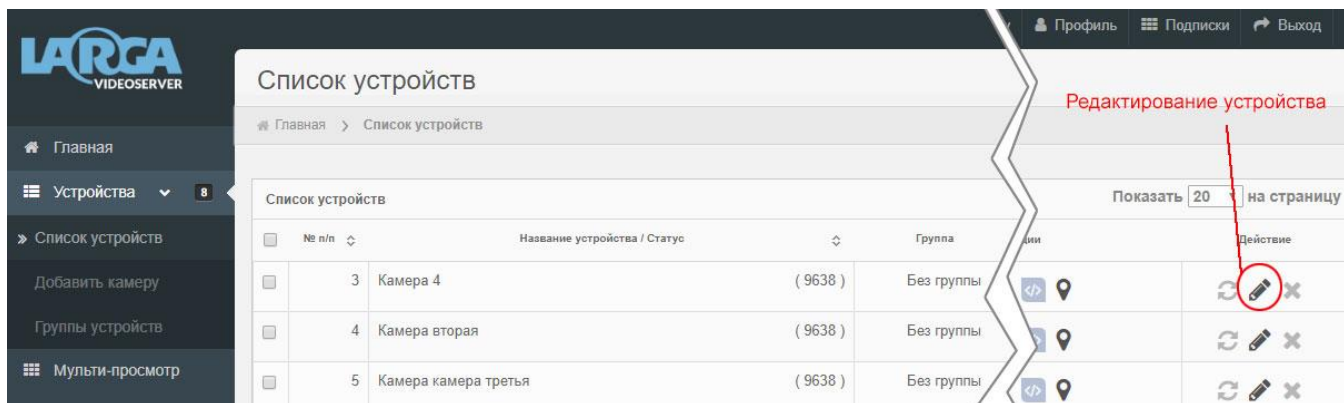 Профиль Подписки Выход
LARGA
VIDEOSERVER
Список устройств
Редактирование устройства
Главная > Список устройств
Главная
Устройства 8
Список устройств
Добавить камеру
Группы устройств
Мульти-просмотр
Список устройств Показать 20 на страницу
№ п/п Название устройства / Статус Группа ции Действие
3 Камера 4 ( 9638 ) Без группы </>
4 Камера вторая ( 9638 ) Без группы
5 Камера камера третья ( 9638 ) Без группы </>